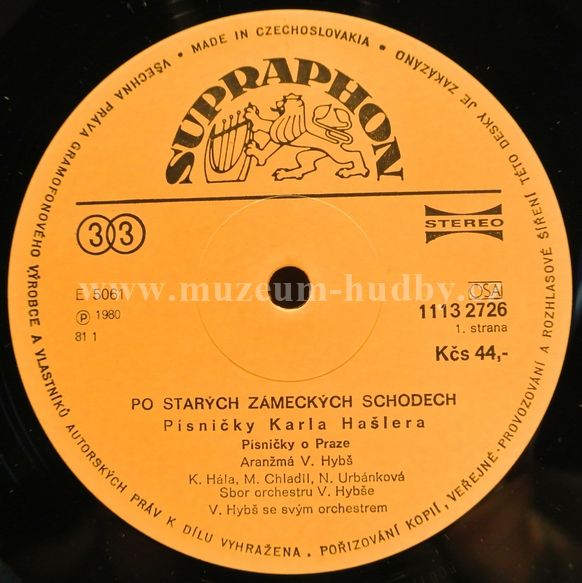 VŠECHNA PRÁVA GRAMOFONOVÉHO VÝROBCE A VLASTNÍKŮ AUTORSKÝCH PRÁV K DÍLU VYHRAŽENA. POŘIZOVÁNÍ KOPIÍ, VEŘEJNÉ PROVOZOVÁNÍ A ROZHLASOVÉ ŠÍŘENÍ TÉTO DESKY JE ZAKÁZÁNO
MADE IN CZECHOSLOVAKIA
SUPRAPHON
33
STEREO
E 5061
www.muzeum-hudby.
OSA
℗ 1980
1113 2726
81 1
1. strana
Kčs 44,-
PO STARÝCH ZÁMECKÝCH SCHODECH
Písničky Karla Hašlera
Písničky o Praze
Aranžmá V. Hybš
K. Hála, M. Chladil, N. Urbánková
Sbor orchestru V. Hybše
V. Hybš se svým orchestrem